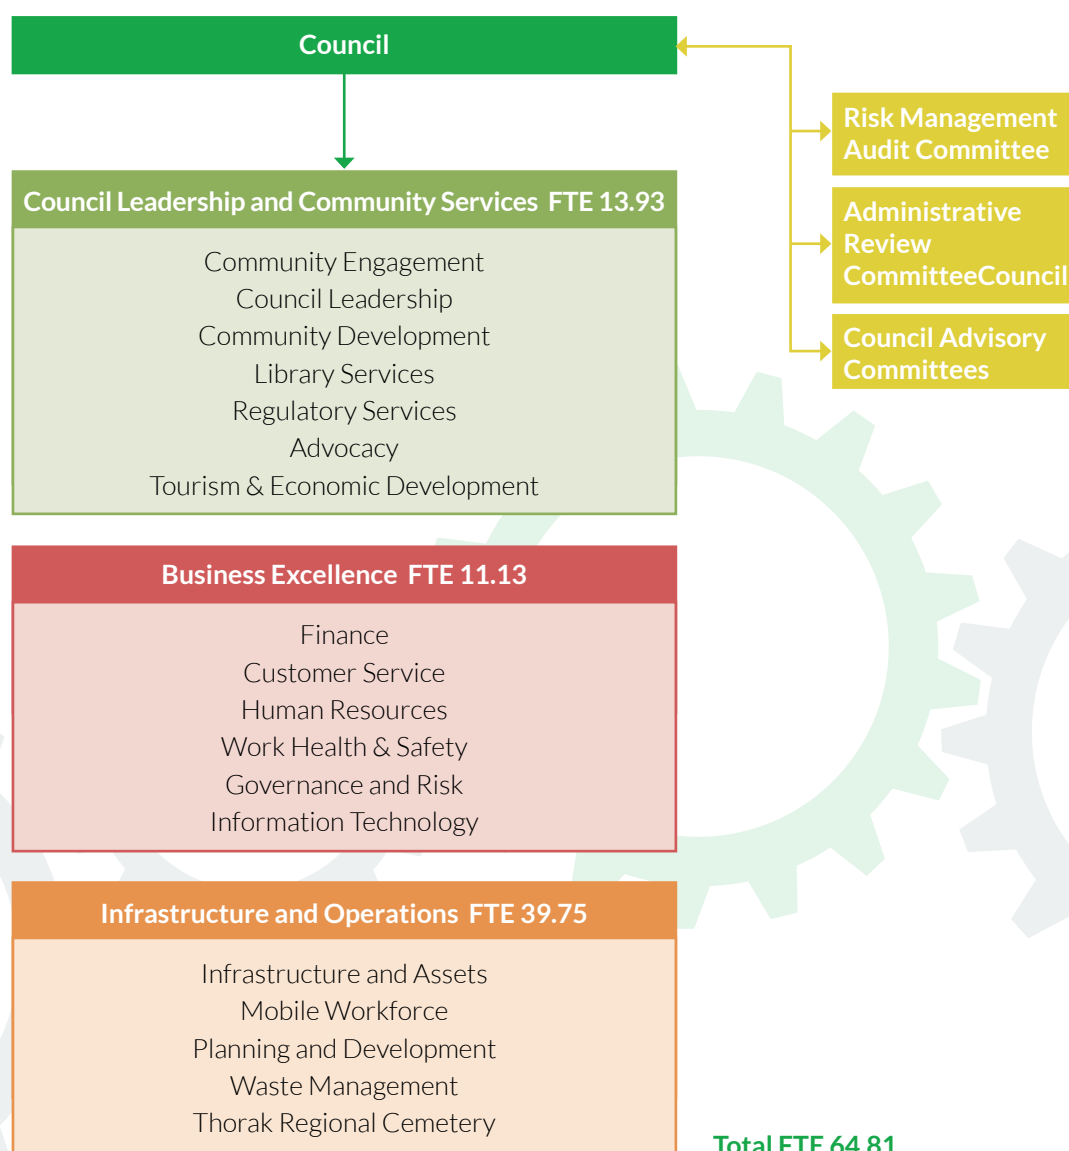 Council
Risk Management
Audit Committee
Administrative
Review
CommitteeCouncil
Council Advisory
Committees
Council Leadership and Community Services FTE 13.93
Community Engagement
Council Leadership
Community Development
Library Services
Regulatory Services
Advocacy
Tourism & Economic Development
Business Excellence FTE 11.13
Finance
Customer Service
Human Resources
Work Health & Safety
Governance and Risk
Information Technology
Infrastructure and Operations FTE 39.75
Infrastructure and Assets
Mobile Workforce
Planning and Development
Waste Management
Thorak Regional Cemetery
Total FTE 64.81